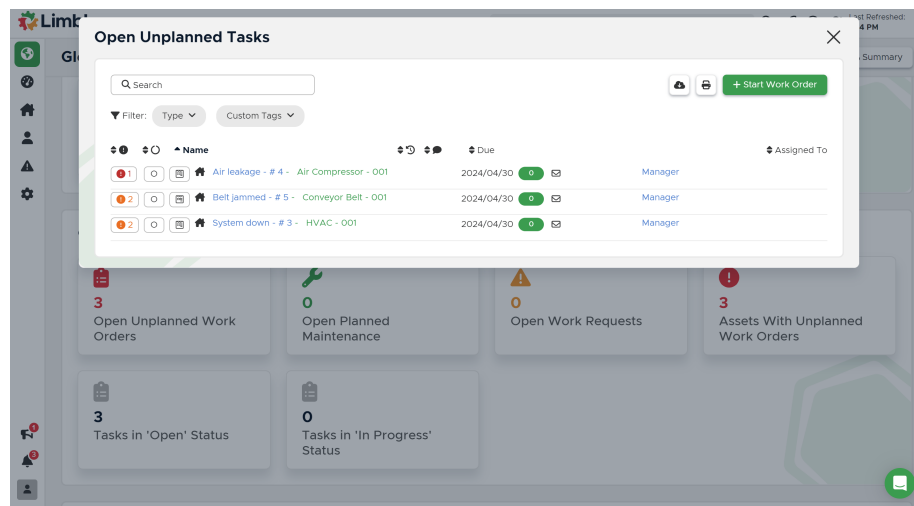 Open Unplanned Tasks
Search
+ Start Work Order
Filter: Type Custom Tags
Name Due Assigned To
1 Air leakage - # 4 - Air Compressor - 001 2024/04/30 0 Manager
2 Belt jammed - # 5 - Conveyor Belt - 001 2024/04/30 0 Manager
2 System down - # 3 - HVAC - 001 2024/04/30 0 Manager
Refreshed:
PM
Summary
3
Open Unplanned Work
Orders
0
Open Planned
Maintenance
0
Open Work Requests
3
Assets With Unplanned
Work Orders
3
Tasks in 'Open' Status
0
Tasks in 'In Progress'
Status